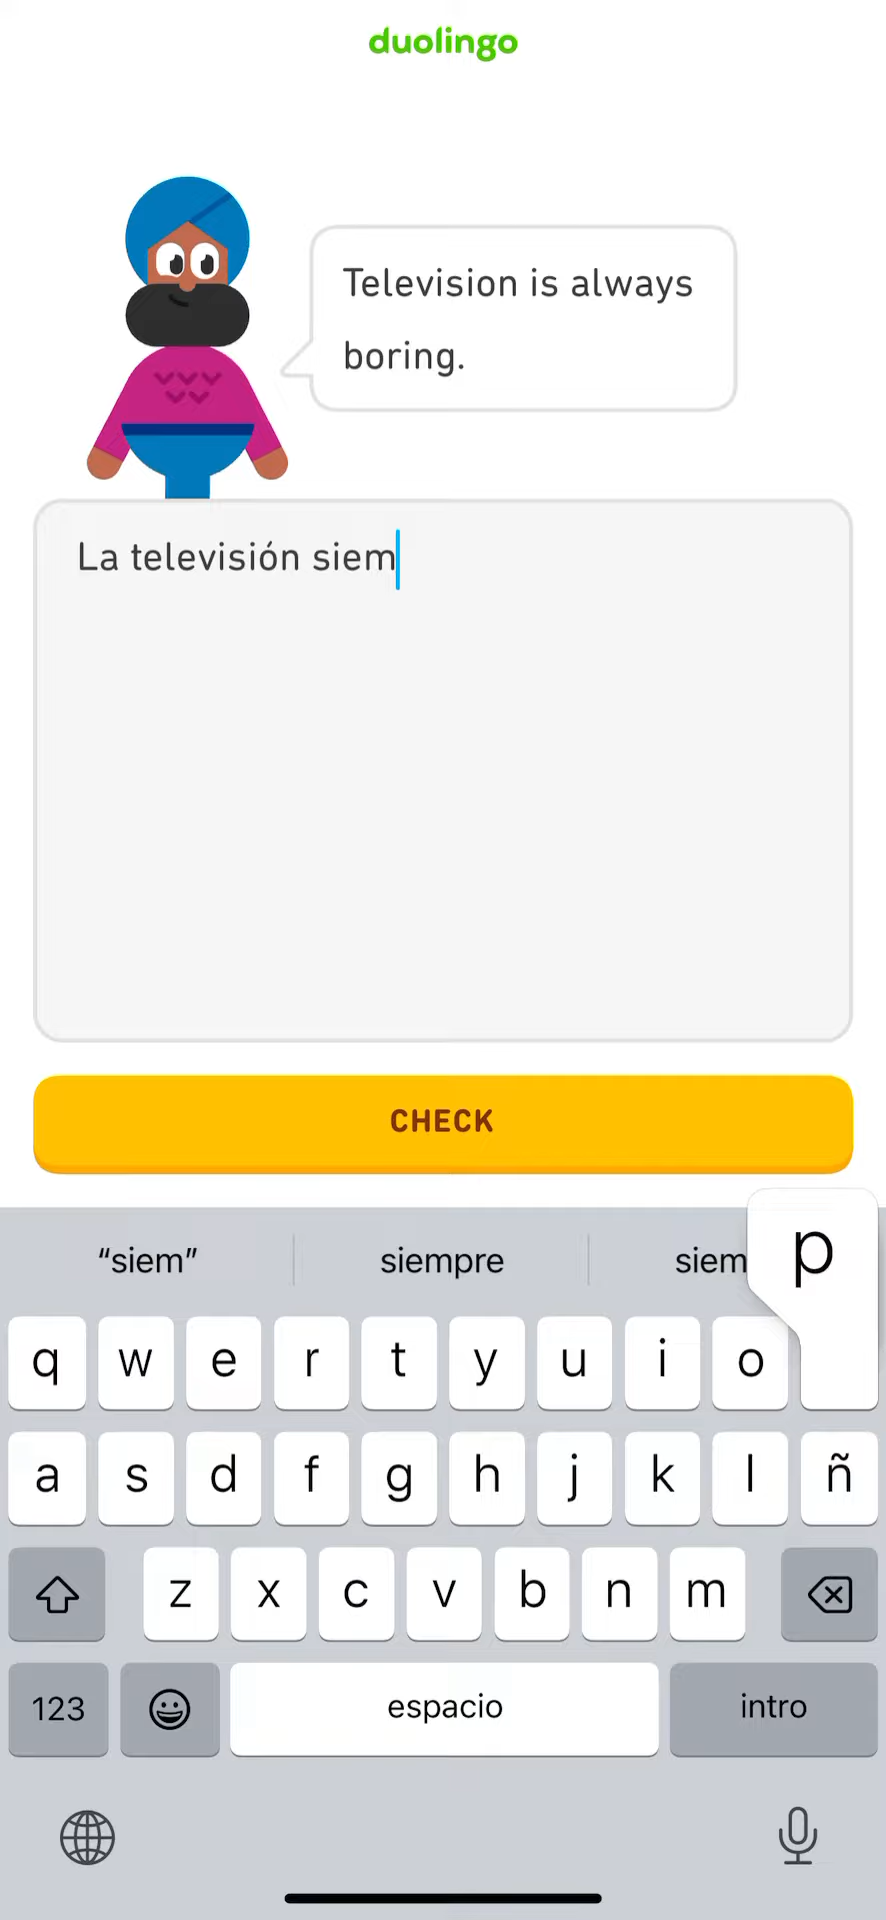 duolingo
Television is always
boring.
La televisión siem
CHECK
“siem” siempre siem
p
q w e r t y u i o
a s d f g h j k l ñ
z x c v b n m
123 espacio intro